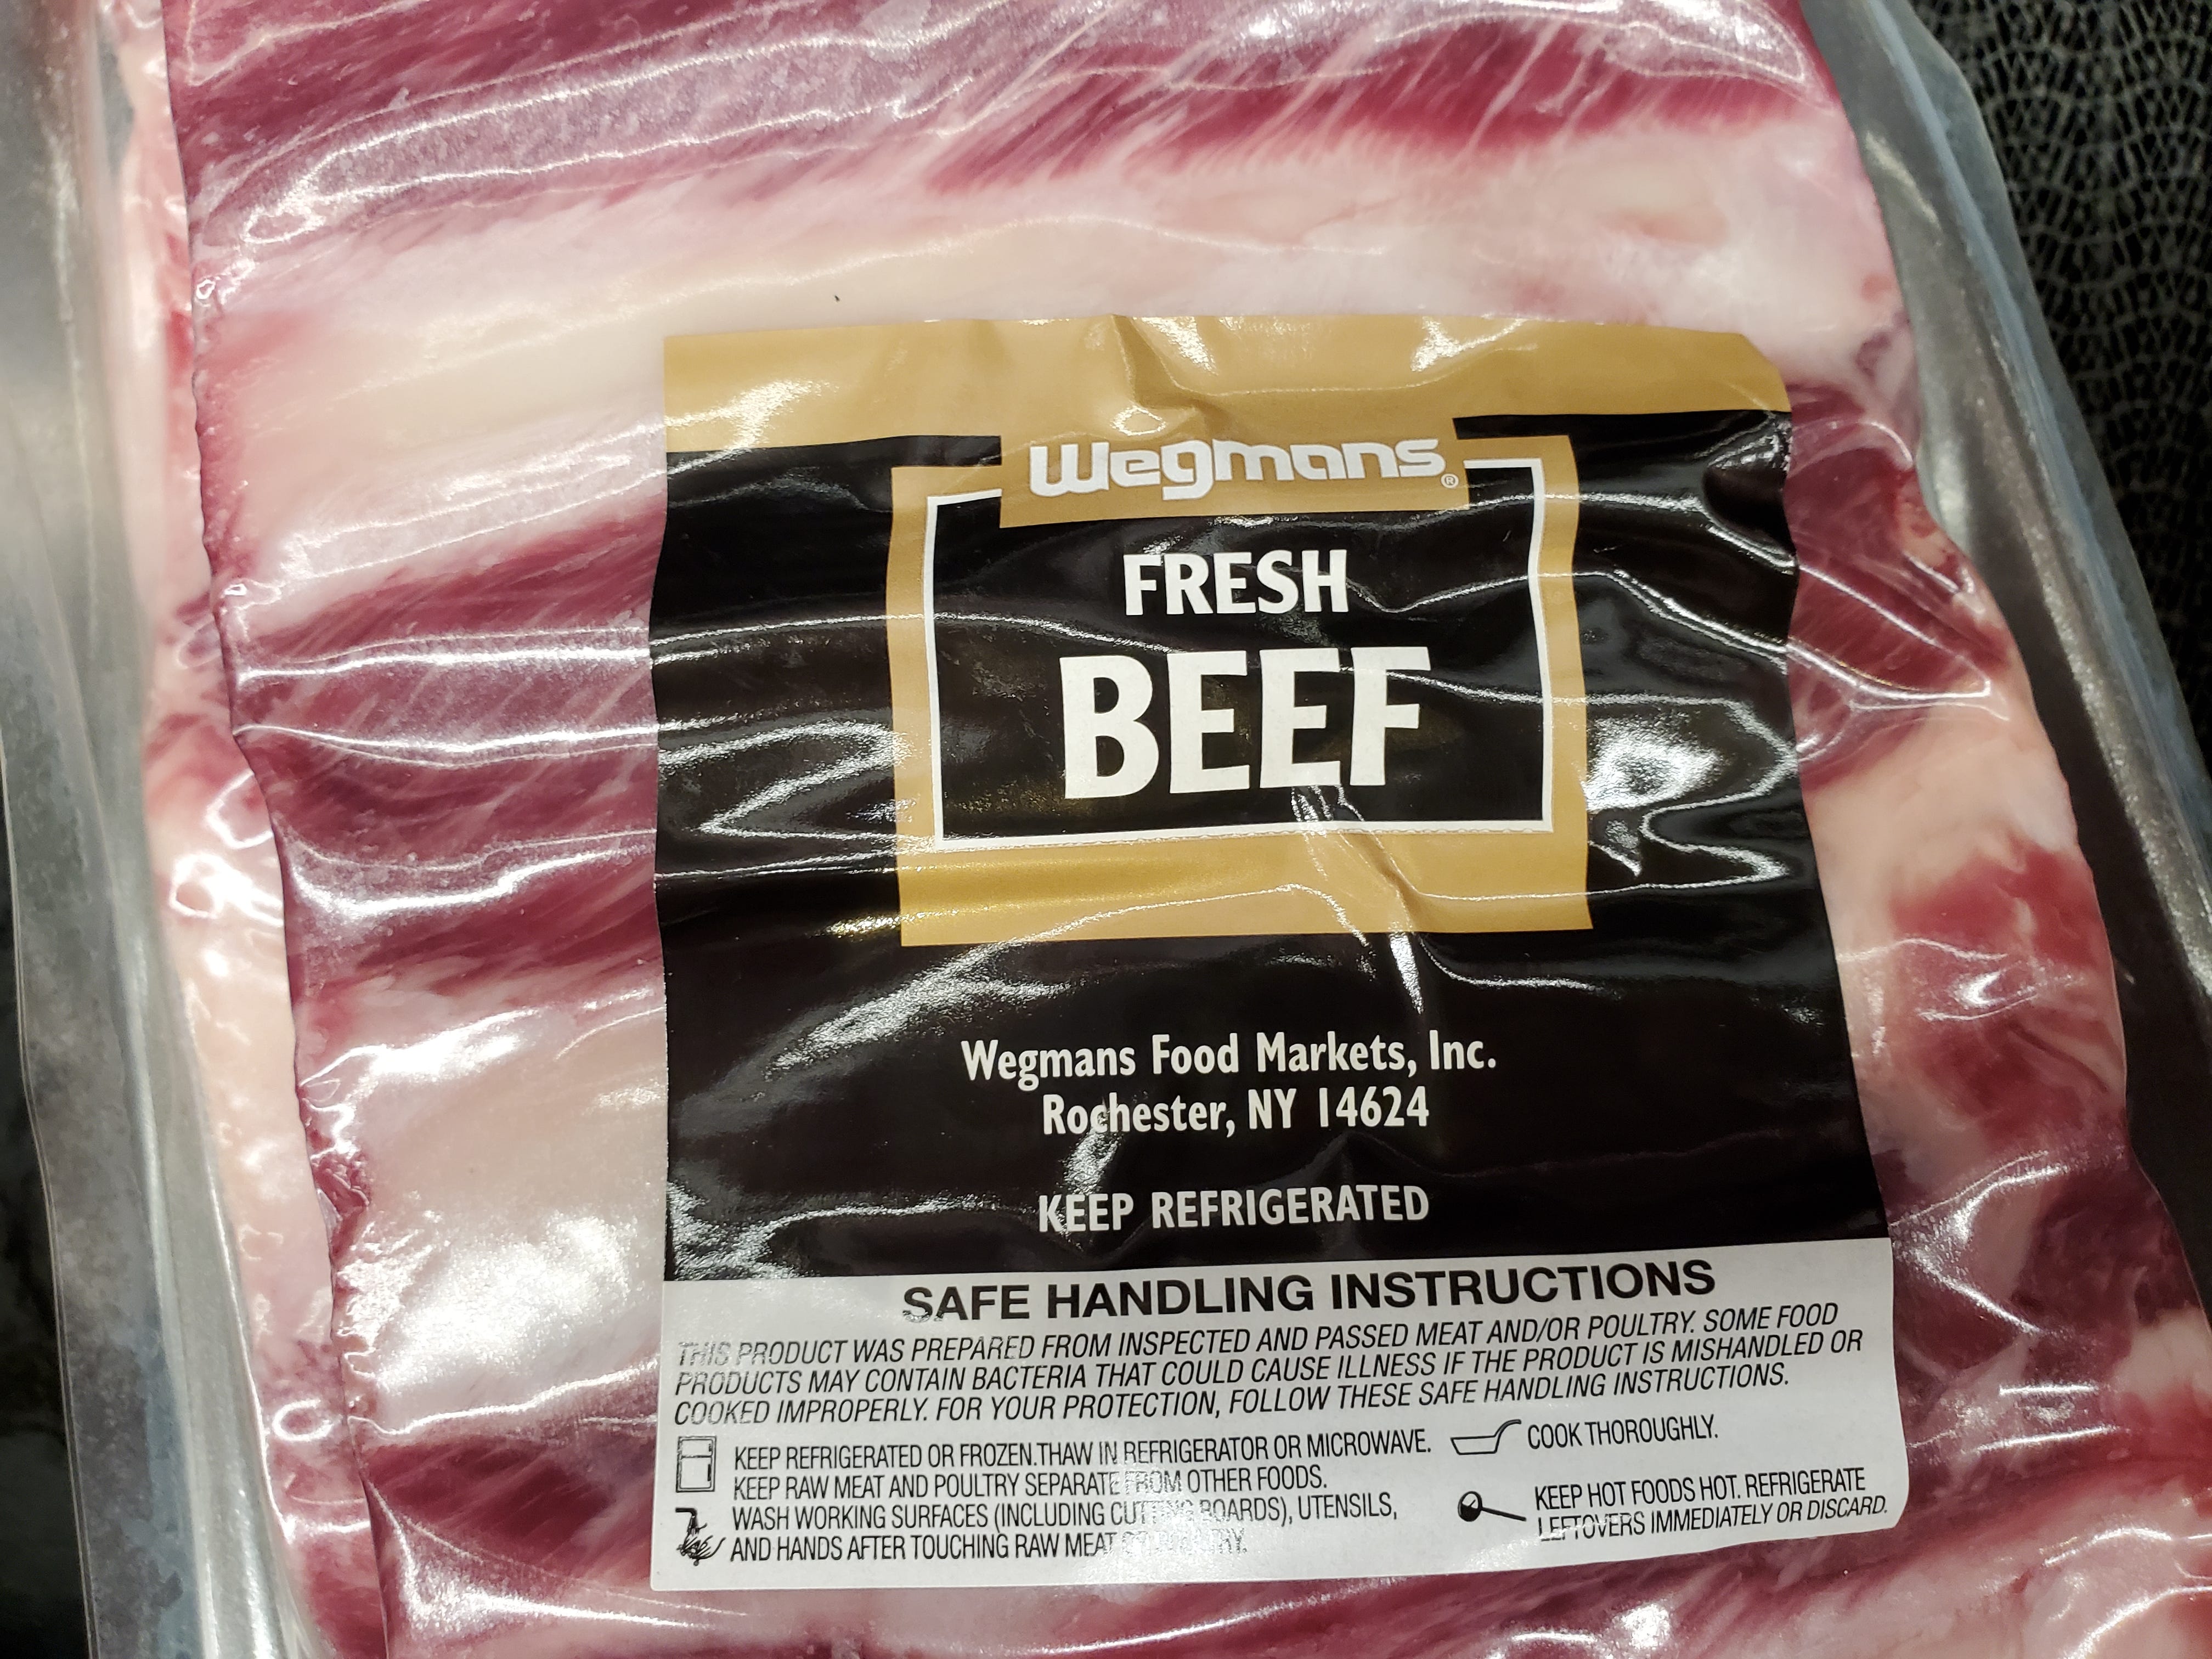 Wegmans®
FRESH
BEEF
Wegmans Food Markets, Inc.
Rochester, NY 14624
KEEP REFRIGERATED
SAFE HANDLING INSTRUCTIONS
THIS PRODUCT WAS PREPARED FROM INSPECTED AND PASSED MEAT AND/OR POULTRY. SOME FOOD
PRODUCTS MAY CONTAIN BACTERIA THAT COULD CAUSE ILLNESS IF THE PRODUCT IS MISHANDLED OR
COOKED IMPROPERLY. FOR YOUR PROTECTION, FOLLOW THESE SAFE HANDLING INSTRUCTIONS.
KEEP REFRIGERATED OR FROZEN.THAW IN REFRIGERATOR OR MICROWAVE.
KEEP RAW MEAT AND POULTRY SEPARATE FROM OTHER FOODS.
WASH WORKING SURFACES (INCLUDING CUTTING BOARDS), UTENSILS,
AND HANDS AFTER TOUCHING RAW MEAT
COOK THOROUGHLY.
KEEP HOT FOODS HOT. REFRIGERATE
LEFTOVERS IMMEDIATELY OR DISCARD.